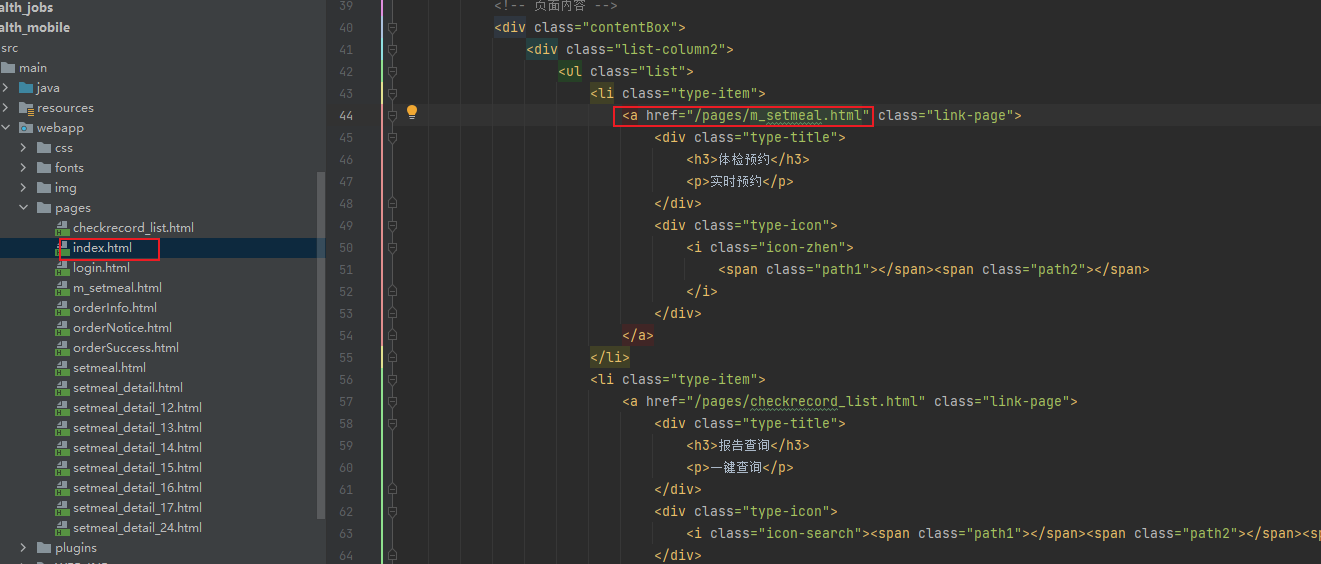 alth_jobs
alth_mobile
src
main
java
resources
webapp
css
fonts
img
pages
checkrecord_list.html
index.html
login.html
m_setmeal.html
orderInfo.html
orderNotice.html
orderSuccess.html
setmeal.html
setmeal_detail.html
setmeal_detail_12.html
setmeal_detail_13.html
setmeal_detail_14.html
setmeal_detail_15.html
setmeal_detail_16.html
setmeal_detail_17.html
setmeal_detail_24.html
plugins
39 <!-- 页面内容 -->
40 <div class="contentBox">
41 <div class="list-column2">
42 <ul class="list">
43 <li class="type-item">
44 <a href="/pages/m_setmeal.html" class="link-page">
45 <div class="type-title">
46 <h3>体检预约</h3>
47 <p>实时预约</p>
48 </div>
49 <div class="type-icon">
50 <i class="icon-zhen">
51 <span class="path1"></span><span class="path2"></span>
52 </i>
53 </div>
54 </a>
55 </li>
56 <li class="type-item">
57 <a href="/pages/checkrecord_list.html" class="link-page">
58 <div class="type-title">
59 <h3>报告查询</h3>
60 <p>一键查询</p>
61 </div>
62 <div class="type-icon">
63 <i class="icon-search"><span class="path1"></span><span class="path2"></span><sp
64 </div>